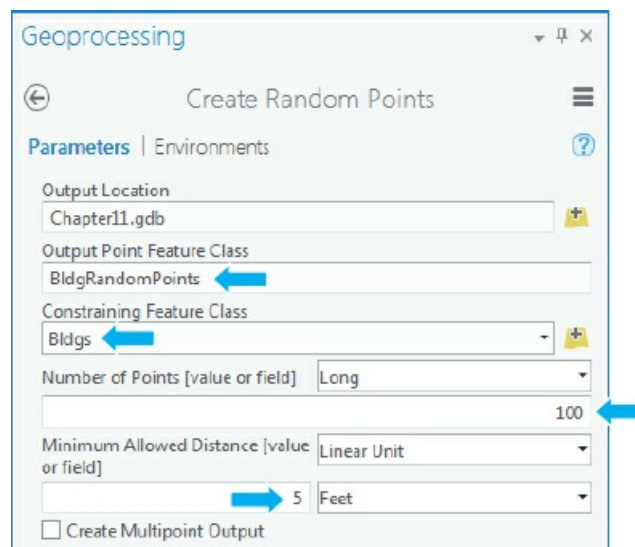 Geoprocessing
Create Random Points
Parameters | Environments
Output Location
Chapter11.gdb
Output Point Feature Class
BldgRandomPoints
Constraining Feature Class
Bldgs
Number of Points [value or field] Long
100
Minimum Allowed Distance [value
or field] Linear Unit
5 Feet
Create Multipoint Output